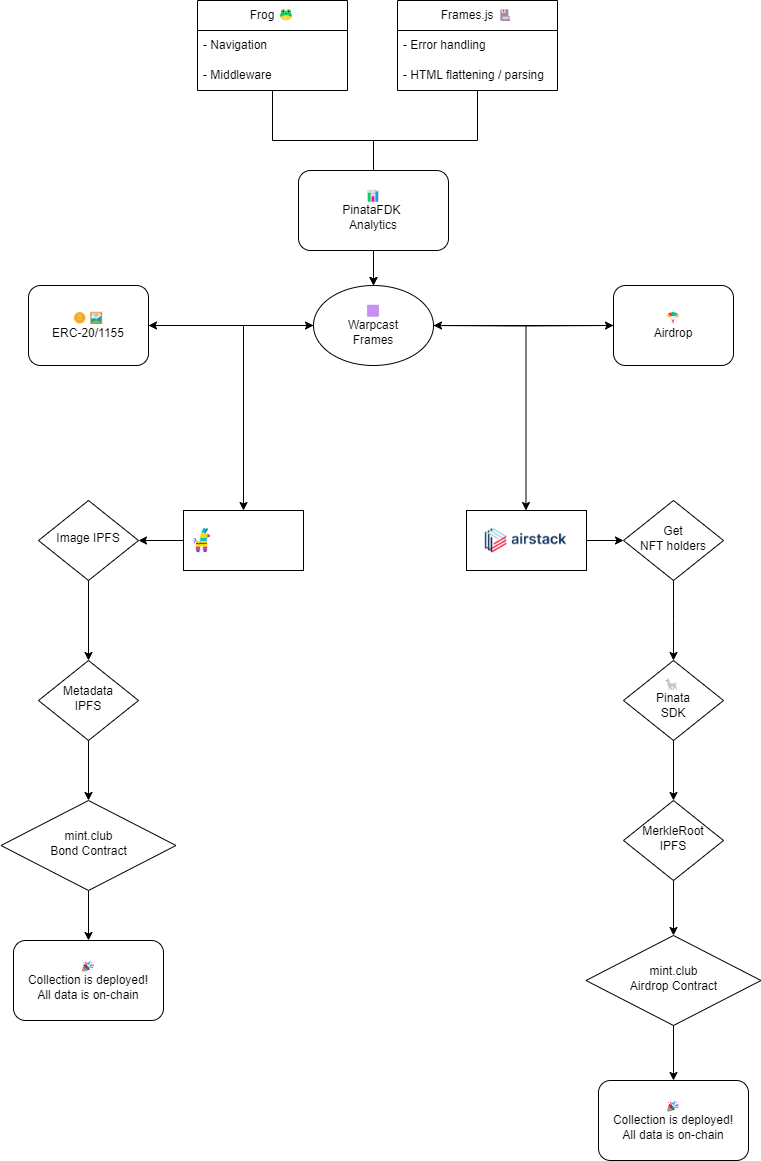 Frog 🐸
- Navigation
- Middleware
Frames.js
- Error handling
- HTML flattening / parsing
📊
PinataFDK
Analytics
🪙 🖼️
ERC-20/1155
🟪
Warpcast
Frames
🪂
Airdrop
Image IPFS
🪅
airstack
Get
NFT holders
Metadada
IPFS
🦙
Pinata
SDK
mint.club
Bond Contract
MerkleRoot
IPFS
🎉
Collection is deployed!
All data is on-chain
mint.club
Airdrop Contract
🎉
Collection is deployed!
All data is on-chain